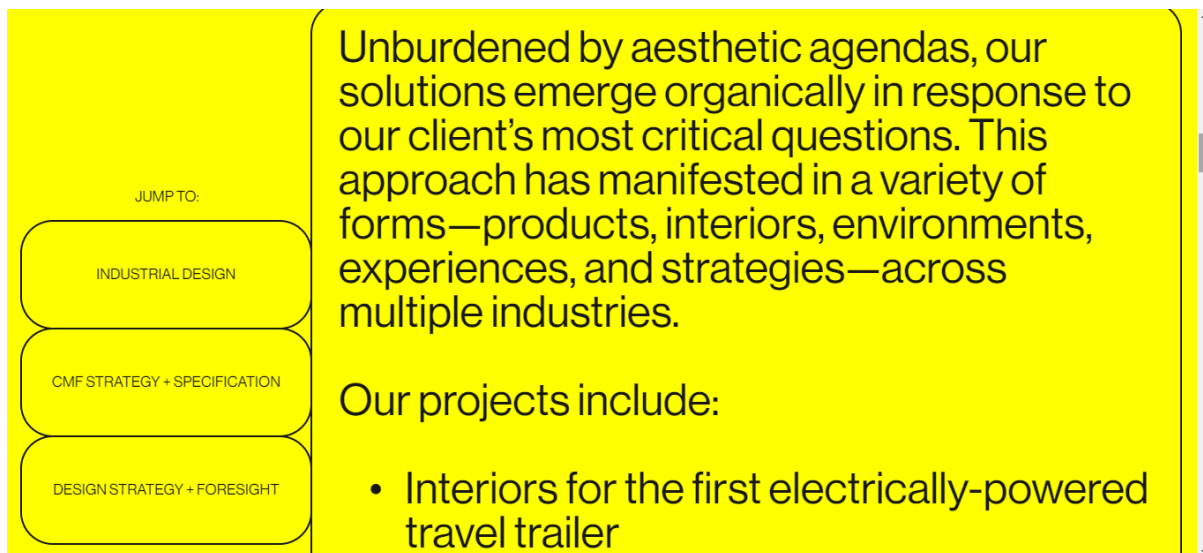 JUMP TO:
INDUSTRIAL DESIGN
CMF STRATEGY + SPECIFICATION
DESIGN STRATEGY + FORESIGHT
Unburdened by aesthetic agendas, our
solutions emerge organically in response to
our client’s most critical questions. This
approach has manifested in a variety of
forms—products, interiors, environments,
experiences, and strategies—across
multiple industries.
Our projects include:
• Interiors for the first electrically-powered
travel trailer